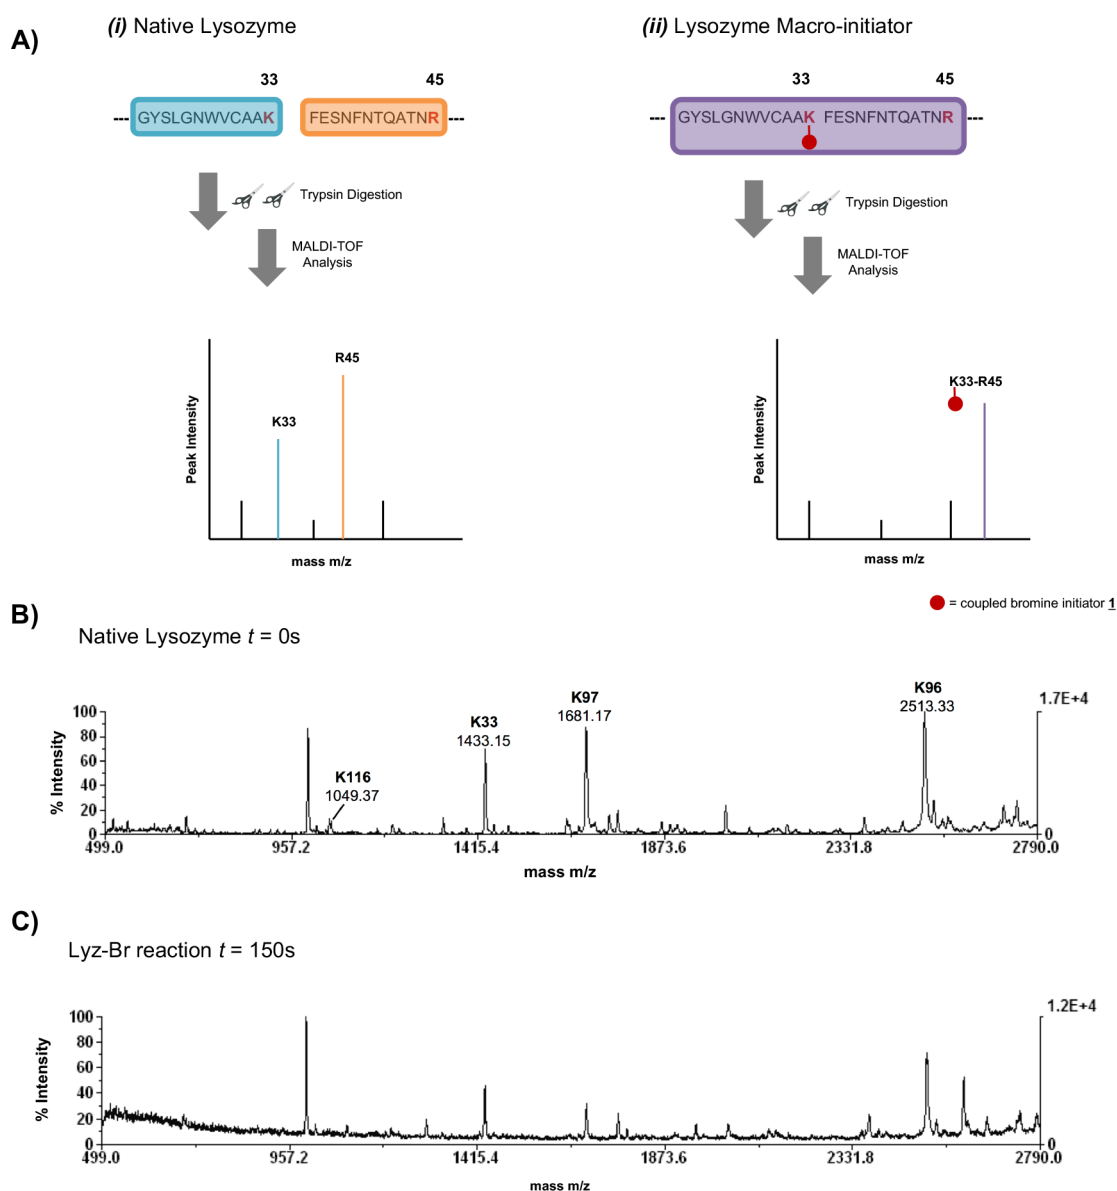 A)
(i) Native Lysozyme
(ii) Lysozyme Macro-initiator
33
45
33
45
--- GYSLGNWVCAAK FESNFNTQATNR ---
--- GYSLGNWVCAAK FESNFNTQATNR ---
Trypsin Digestion
Trypsin Digestion
MALDI-TOF
Analysis
MALDI-TOF
Analysis
Peak Intensity
K33
R45
mass m/z
Peak Intensity
K33-R45
mass m/z
= coupled bromine initiator 1
B)
Native Lysozyme t = 0s
% Intensity
100
80
60
40
20
0
K116
1049.37
K33
1433.15
K97
1681.17
K96
2513.33
1.7E+4
0
499.0
957.2
1415.4
1873.6
2331.8
2790.0
mass m/z
C)
Lyz-Br reaction t = 150s
% Intensity
100
80
60
40
20
0
1.2E+4
0
499.0
957.2
1415.4
1873.6
2331.8
2790.0
mass m/z